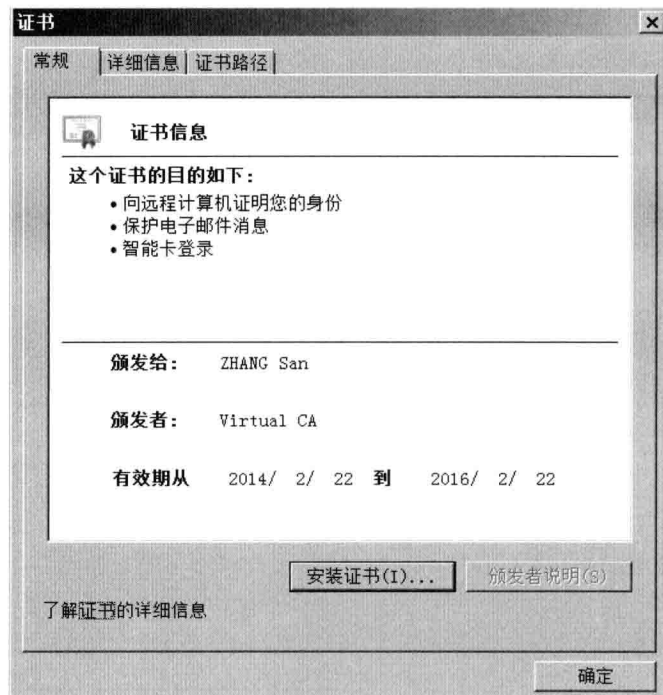 证书
常规 详细信息 证书路径
证书信息
这个证书的目的如下：
• 向远程计算机证明您的身份
• 保护电子邮件消息
• 智能卡登录
颁发给： ZHANG San
颁发者： Virtual CA
有效期从 2014/ 2/ 22 到 2016/ 2/ 22
安装证书(I)... 颁发者说明(S)
了解证书的详细信息
确定